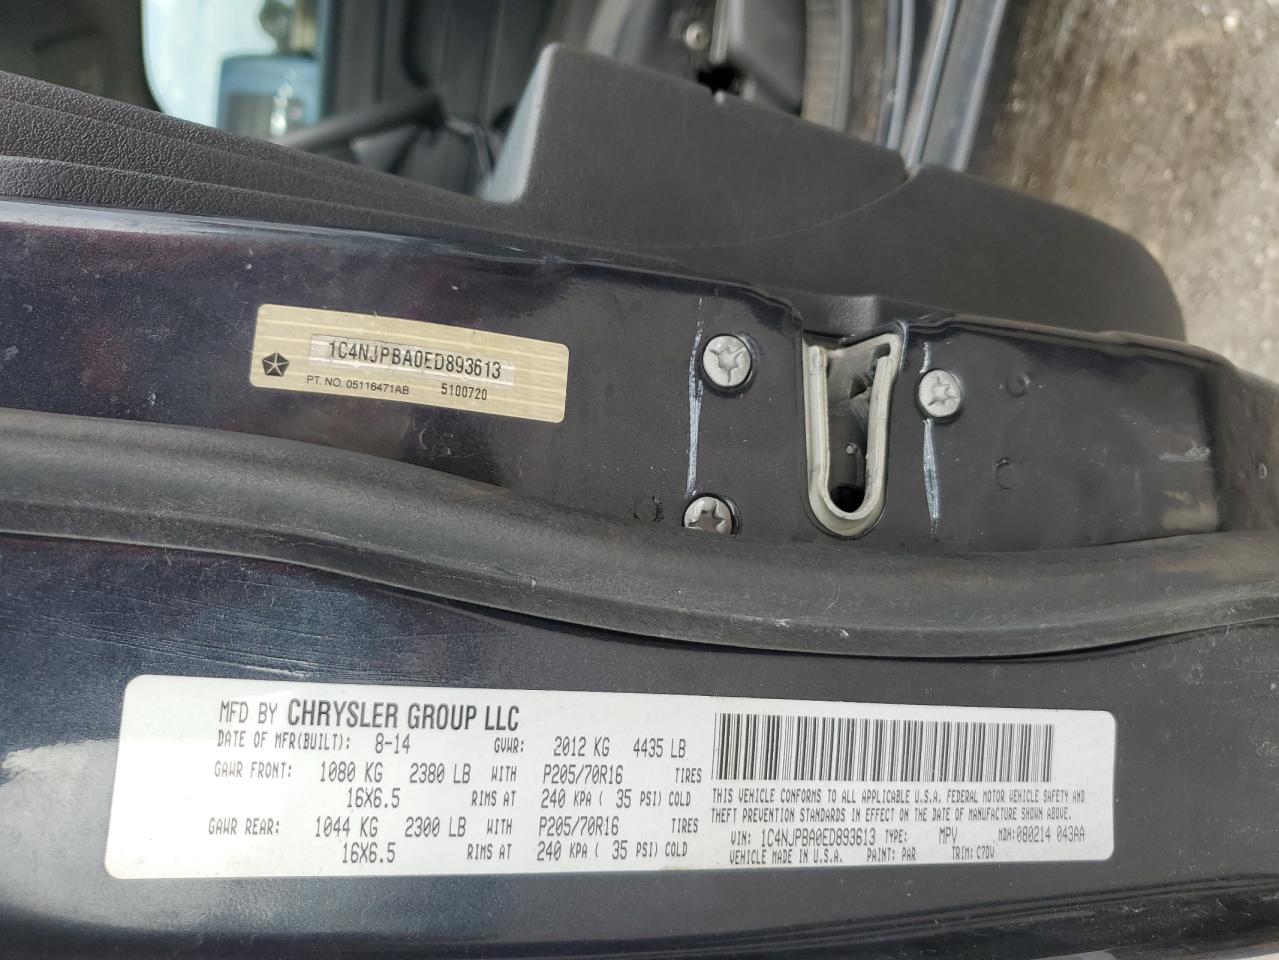 1C4NJPBA0ED893613
PT. NO. 05116471AB 5100720
MFD BY CHRYSLER GROUP LLC
DATE OF MFR(BUILT): 8-14 GVWR: 2012 KG 4435 LB
GAWR FRONT: 1080 KG 2380 LB WITH P205/70R16 TIRES
16X6.5 RIMS AT 240 KPA ( 35 PSI) COLD
GAWR REAR: 1044 KG 2300 LB WITH P205/70R16 TIRES
16X6.5 RIMS AT 240 KPA ( 35 PSI) COLD
THIS VEHICLE CONFORMS TO ALL APPLICABLE U.S.A. FEDERAL MOTOR VEHICLE SAFETY AND
THEFT PREVENTION STANDARDS IN EFFECT ON THE DATE OF MANUFACTURE SHOWN ABOVE.
VIN: 1C4NJPBA0ED893613 TYPE: MPV MDH: 080214 043AA
VEHICLE MADE IN U.S.A. PAINT: PAR TRIM: C7DV